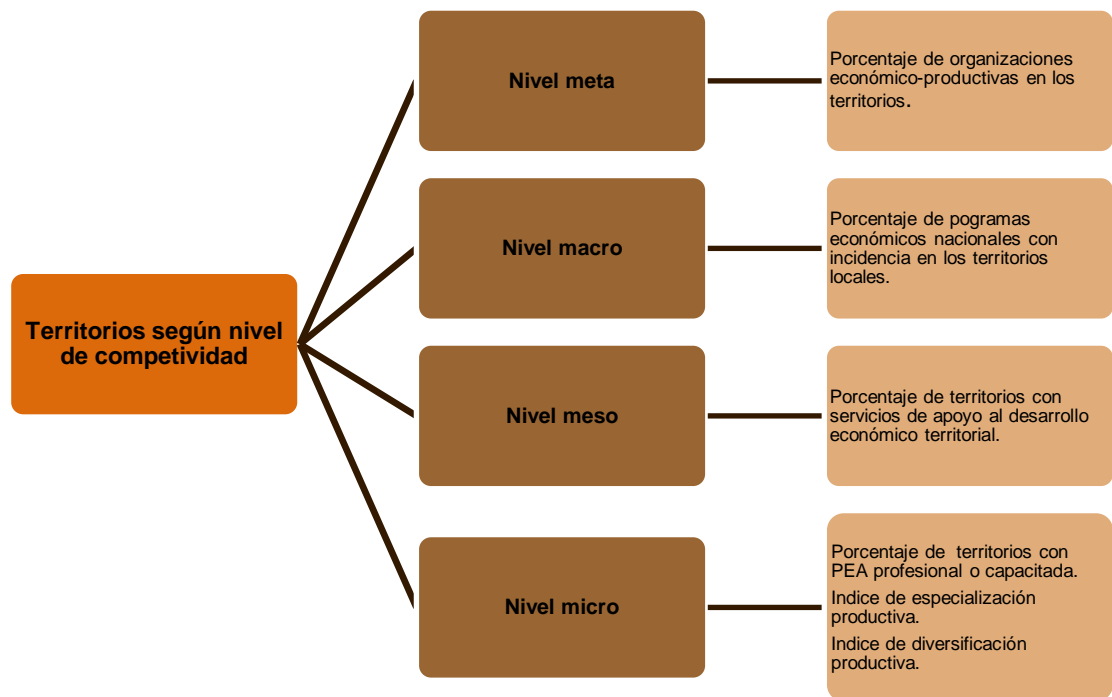 Territorios según nivel
de competividad
Nivel meta
Porcentaje de organizaciones
económico-productivas en los
territorios.
Nivel macro
Porcentaje de pogramas
económicos nacionales con
incidencia en los territorios
locales.
Nivel meso
Porcentaje de territorios con
servicios de apoyo al desarrollo
económico territorial.
Nivel micro
Porcentaje de territorios con
PEA profesional o capacitada.
Indice de especialización
productiva.
Indice de diversificación
productiva.